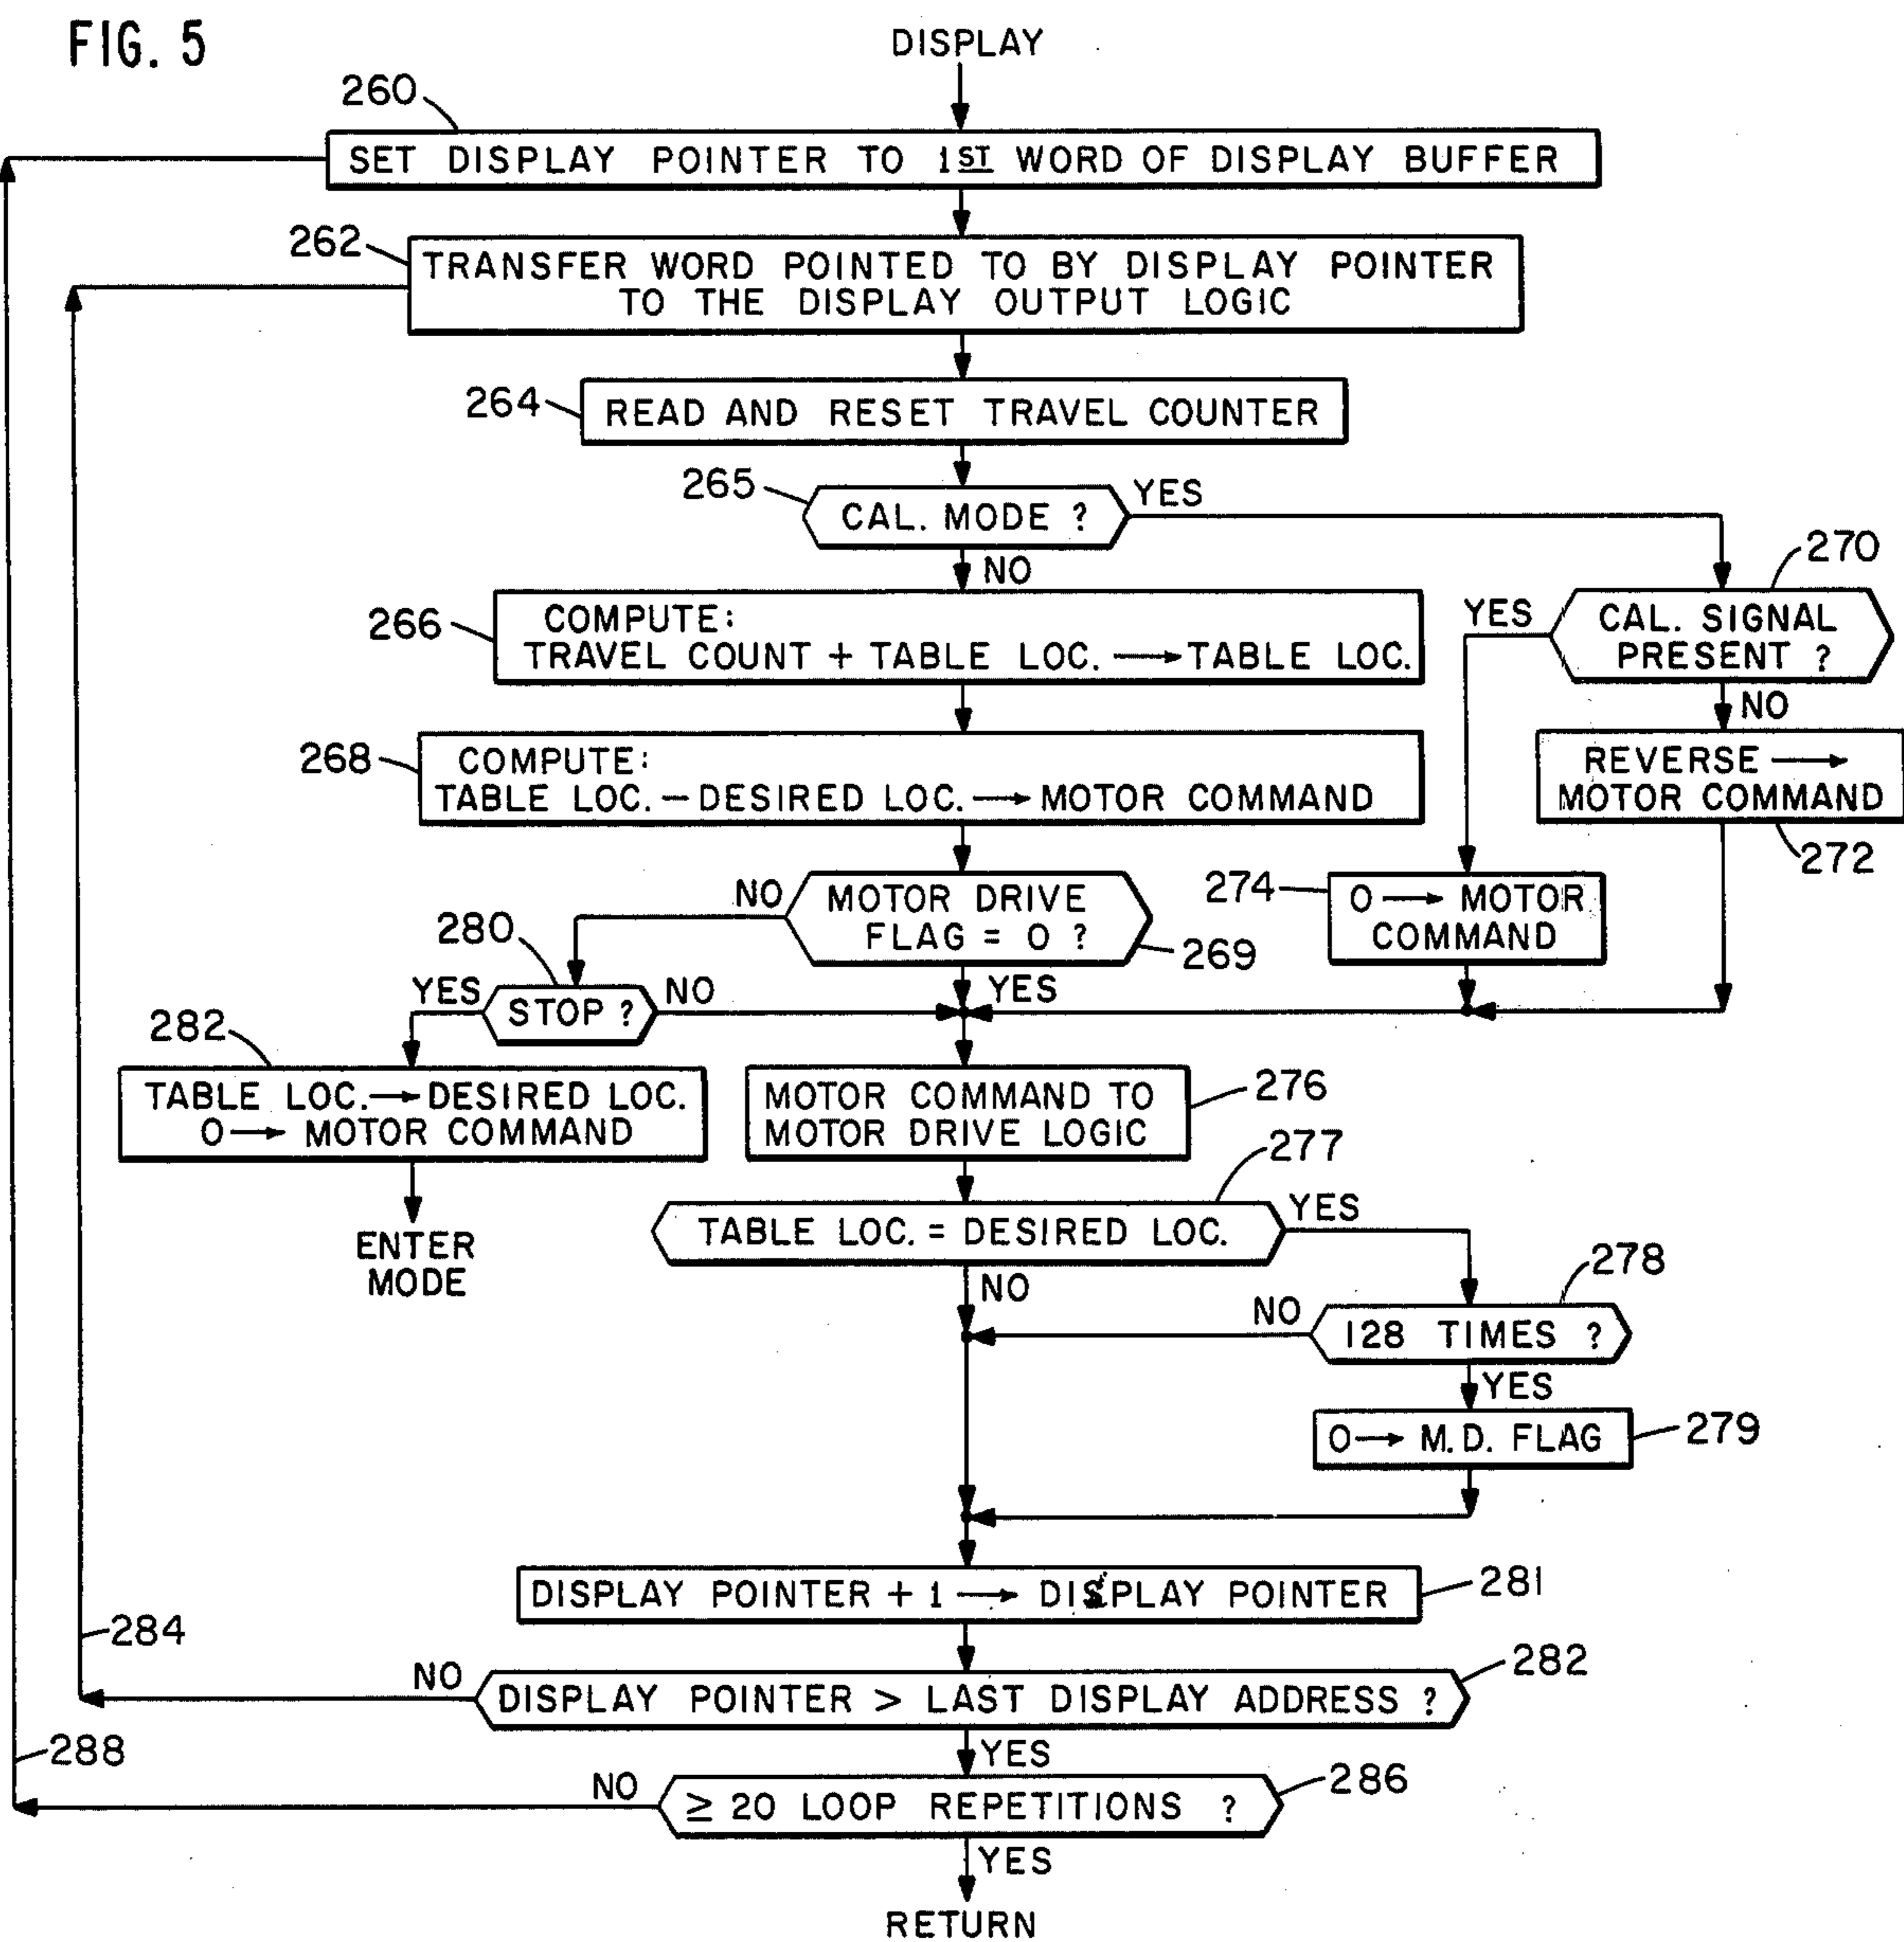 FIG. 5
DISPLAY
260
SET DISPLAY POINTER TO 1ST WORD OF DISPLAY BUFFER
262
TRANSFER WORD POINTED TO BY DISPLAY POINTER
TO THE DISPLAY OUTPUT LOGIC
264
READ AND RESET TRAVEL COUNTER
265
CAL. MODE ?
YES
NO
270
CAL. SIGNAL
PRESENT ?
YES
NO
266
COMPUTE:
TRAVEL COUNT + TABLE LOC. → TABLE LOC.
268
COMPUTE:
TABLE LOC. – DESIRED LOC. → MOTOR COMMAND
REVERSE →
MOTOR COMMAND
272
NO
MOTOR DRIVE
FLAG = 0 ?
269
YES
274
0 → MOTOR
COMMAND
280
YES
STOP ?
NO
282
TABLE LOC. → DESIRED LOC.
0 → MOTOR COMMAND
ENTER
MODE
MOTOR COMMAND TO
MOTOR DRIVE LOGIC
276
277
TABLE LOC. = DESIRED LOC.
YES
NO
278
NO
128 TIMES ?
YES
0 → M.D. FLAG
279
DISPLAY POINTER + 1 → DISPLAY POINTER
281
284
NO
DISPLAY POINTER > LAST DISPLAY ADDRESS ?
282
YES
288
NO
≥ 20 LOOP REPETITIONS ?
286
YES
RETURN